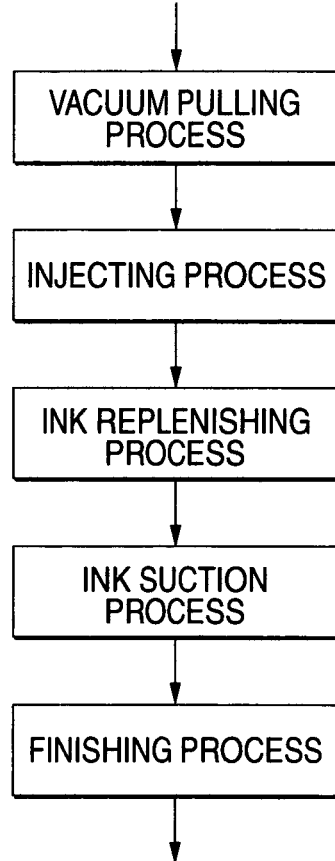 VACUUM PULLING
PROCESS
INJECTING PROCESS
INK REPLENISHING
PROCESS
INK SUCTION
PROCESS
FINISHING PROCESS